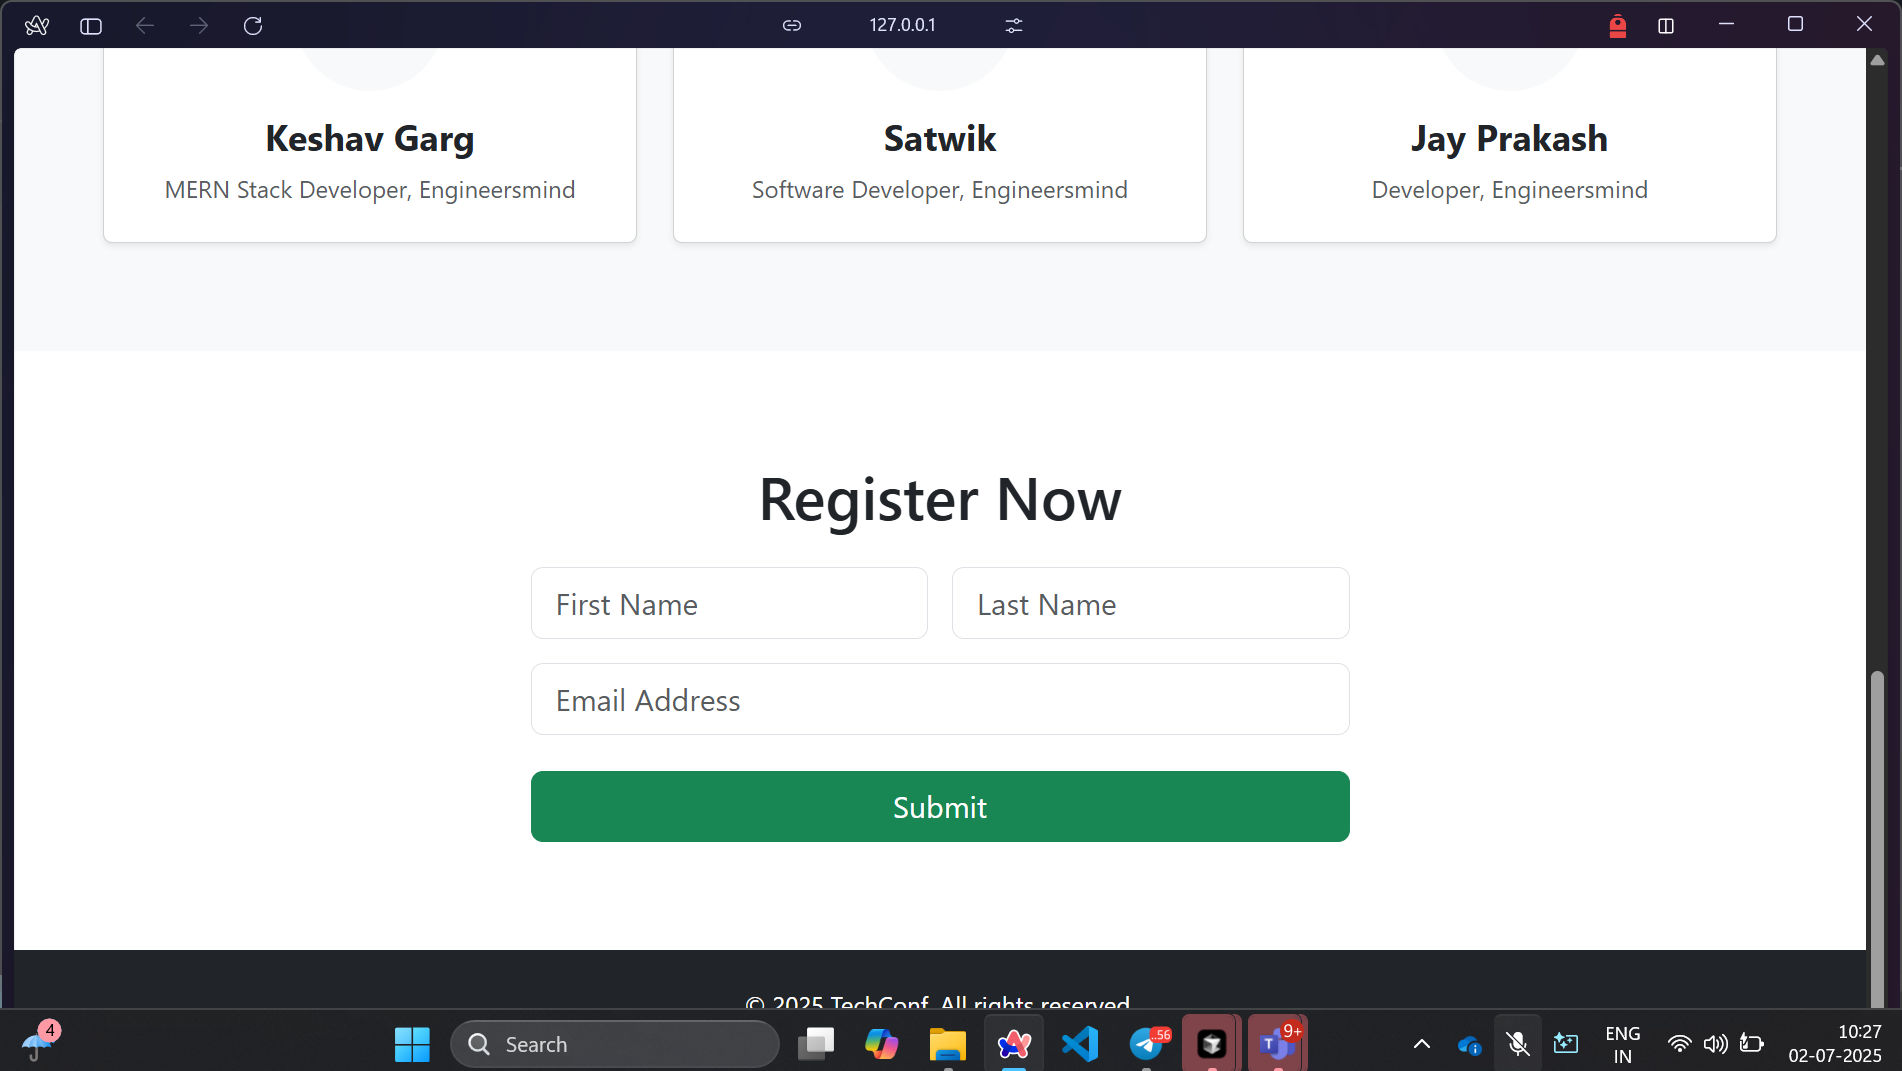 127.0.0.1
Keshav Garg
MERN Stack Developer, Engineersmind
Satwik
Software Developer, Engineersmind
Jay Prakash
Developer, Engineersmind
Register Now
First Name
Last Name
Email Address
Submit
© 2025 TechConf. All rights reserved.
4
Search
56
T
9+
ENG
IN
10:27
02-07-2025